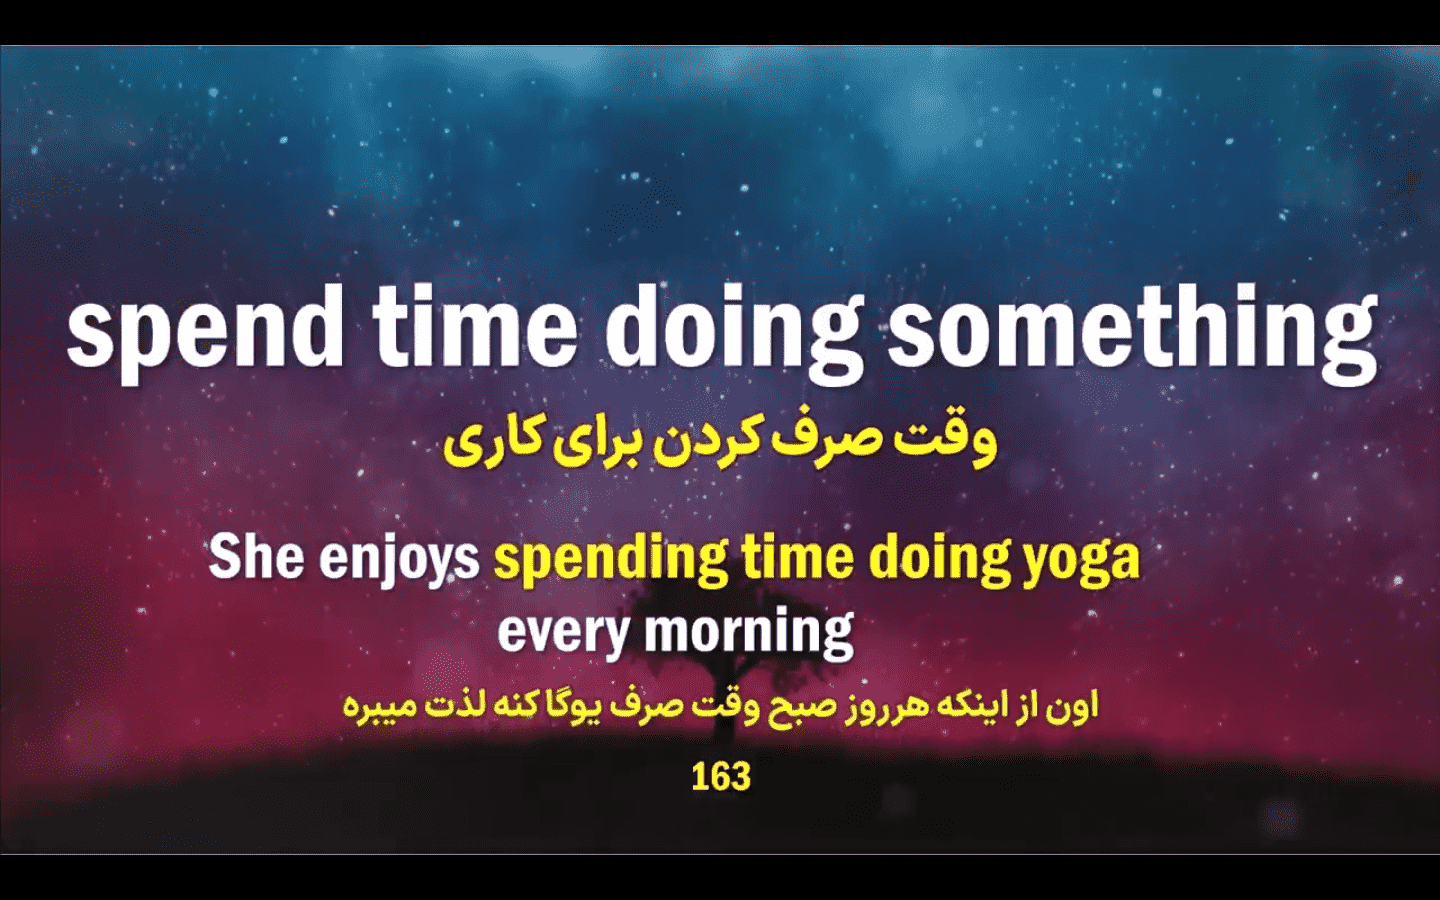 spend time doing something
وقت صرف کردن برای کاری
She enjoys spending time doing yoga
every morning
اون از اینکه هرروز صبح وقت صرف یوگا کنه لذت میبره
163